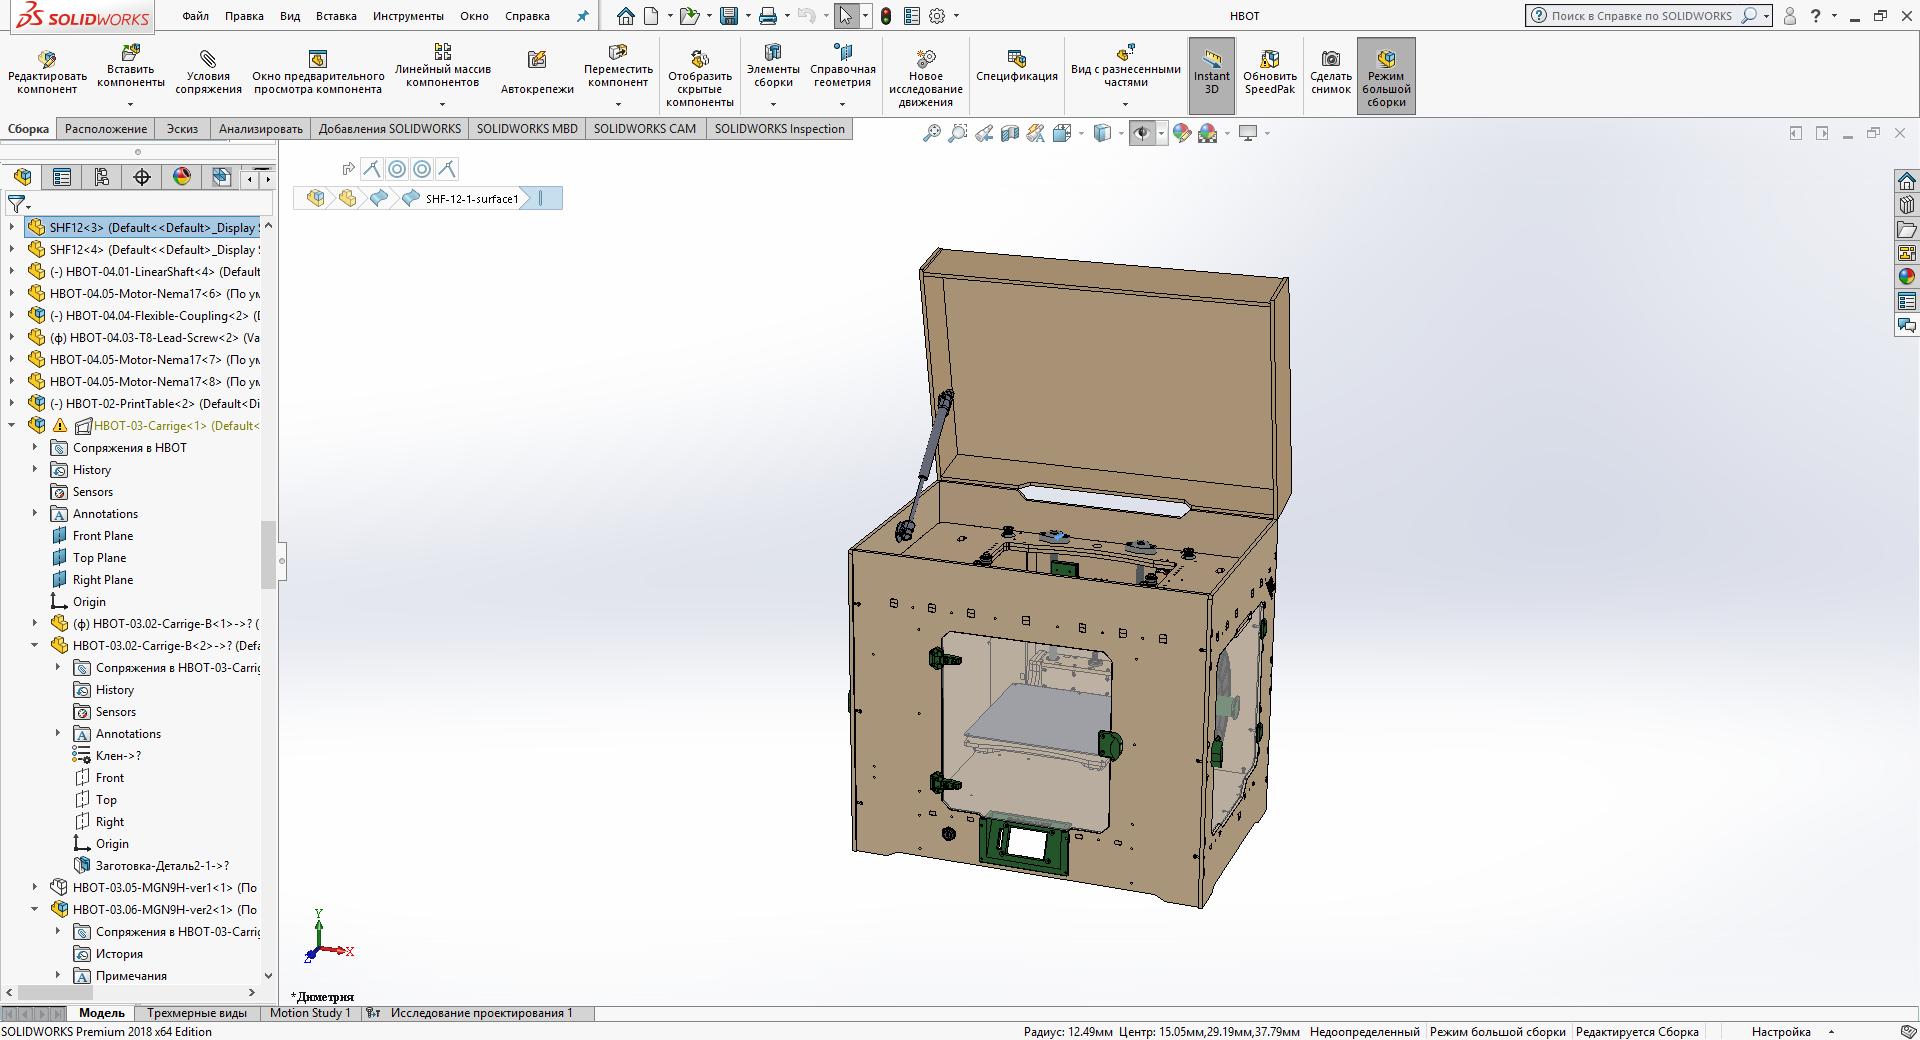 SOLIDWORKS
Файл Правка Вид Вставка Инструменты Окно Справка
HBOT
Поиск в Справке по SOLIDWORKS
Редактировать компонент
Вставить компоненты
Условия сопряжения
Окно предварительного просмотра компонента
Линейный массив компонентов
Автокрепежи
Переместить компонент
Отобразить скрытые компоненты
Элементы сборки
Справочная геометрия
Новое исследование движения
Спецификация
Вид с разнесенными частями
Instant 3D
Обновить SpeedPak
Сделать снимок
Режим большой сборки
Сборка Расположение Эскиз Анализировать Добавления SOLIDWORKS SOLIDWORKS MBD SOLIDWORKS CAM SOLIDWORKS Inspection
SHF-12-1-surface1
SHF12<3> (Default<<Default>_Display
SHF12<4> (Default<<Default>_Display
(-) HBOT-04.01-LinearShaft<4> (Default
HBOT-04.05-Motor-Nema17<6> (По ум
(-) HBOT-04.04-Flexible-Coupling<2> (
(ф) HBOT-04.03-T8-Lead-Screw<2> (Va
HBOT-04.05-Motor-Nema17<7> (По ум
HBOT-04.05-Motor-Nema17<8> (По ум
(-) HBOT-02-PrintTable<2> (Default<Di
HBOT-03-Carrige<1> (Default<
Сопряжения в HBOT
History
Sensors
Annotations
Front Plane
Top Plane
Right Plane
Origin
(ф) HBOT-03.02-Carrige-B<1>->? (
HBOT-03.02-Carrige-B<2>->? (Defa
Сопряжения в HBOT-03-Carrig
History
Sensors
Annotations
Клен->?
Front
Top
Right
Origin
Заготовка-Деталь2-1->?
HBOT-03.05-MGN9H-ver1<1> (По
HBOT-03.06-MGN9H-ver2<1> (По
Сопряжения в HBOT-03-Carrig
История
Примечания
Y
X
Z
*Диметрия
Модель Трехмерные виды Motion Study 1 Исследование проектирования 1
SOLIDWORKS Premium 2018 x64 Edition
Радиус: 12.49мм Центр: 15.05мм,29.19мм,37.79мм Недоопределенный Режим большой сборки Редактируется Сборка Настройка